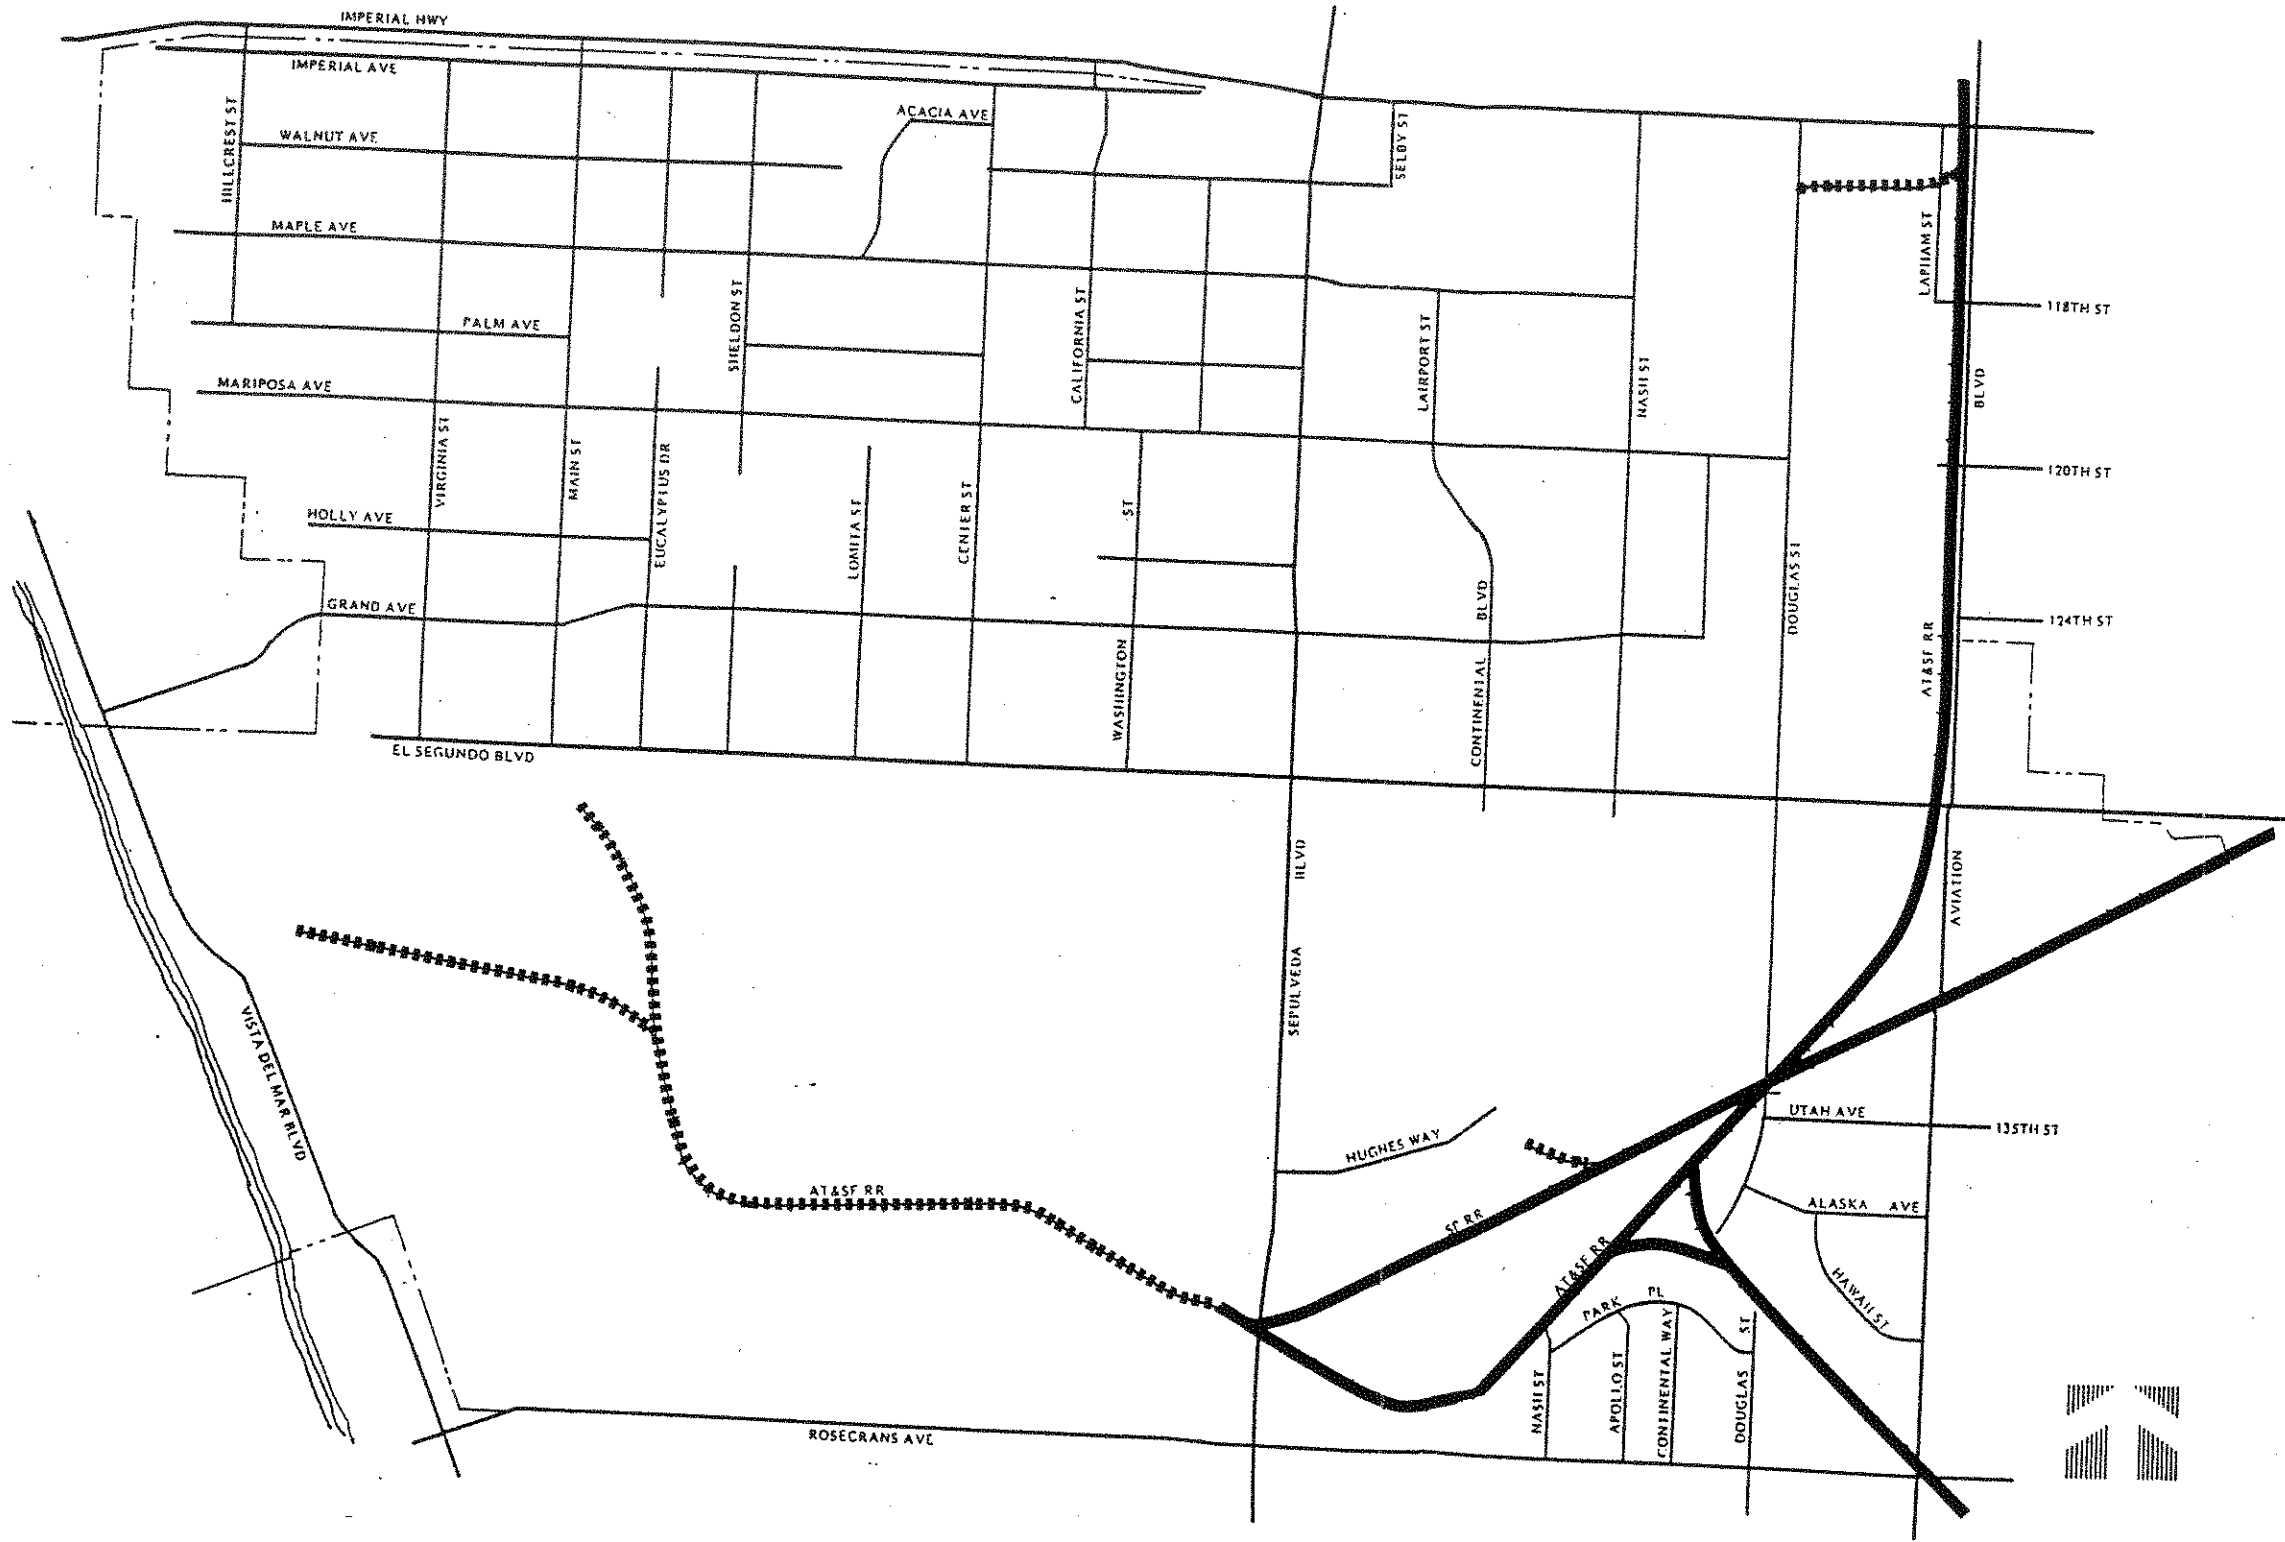 IMPERIAL HWY
IMPERIAL AVE
HILLCREST ST
WALNUT AVE
ACACIA AVE
SELBY ST
MAPLE AVE
LAPHAM ST
SHELDON ST
CALIFORNIA ST
118TH ST
PALM AVE
LAIRPORT ST
NASH ST
BLVD
MARIPOSA AVE
VIRGINIA ST
MAIN ST
EUCALYPTUS DR
120TH ST
HOLLY AVE
LOMITA ST
CENTER ST
ST
DOUGLAS ST
GRAND AVE
BLVD
124TH ST
AT&SF RR
WASHINGTON
CONTINENTAL
EL SEGUNDO BLVD
BLVD
AVIATION
SEPULVEDA
VISTA DEL MAR BLVD
UTAH AVE
135TH ST
HUGHES WAY
AT&SF RR
SP RR
ALASKA AVE
AT&SF RR
HAWAII ST
PARK PL
NASH ST
APOLLO ST
CONTINENTAL WAY
DOUGLAS ST
ROSECRANS AVE